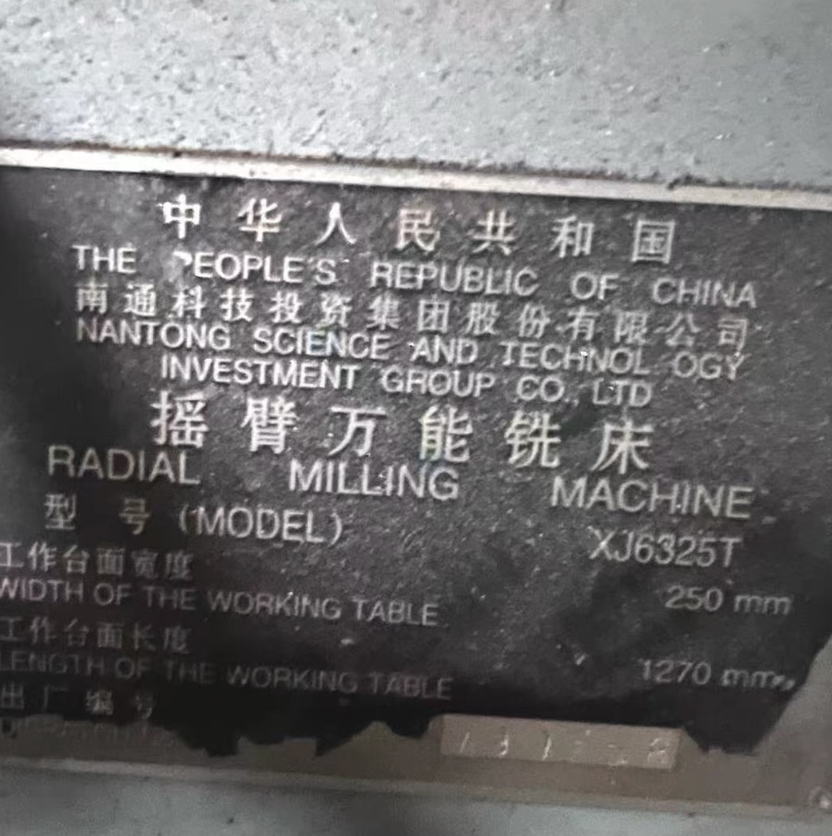 中华人民共和国
THE PEOPLE'S REPUBLIC OF CHINA
南通科技投资集团股份有限公司
NANTONG SCIENCE AND TECHNOLOGY
INVESTMENT GROUP CO., LTD
摇臂万能铣床
RADIAL MILLING MACHINE
型号(MODEL) XJ6325T
工作台面宽度
WIDTH OF THE WORKING TABLE 250 mm
工作台面长度
LENGTH OF THE WORKING TABLE 1270 mm
出厂编号